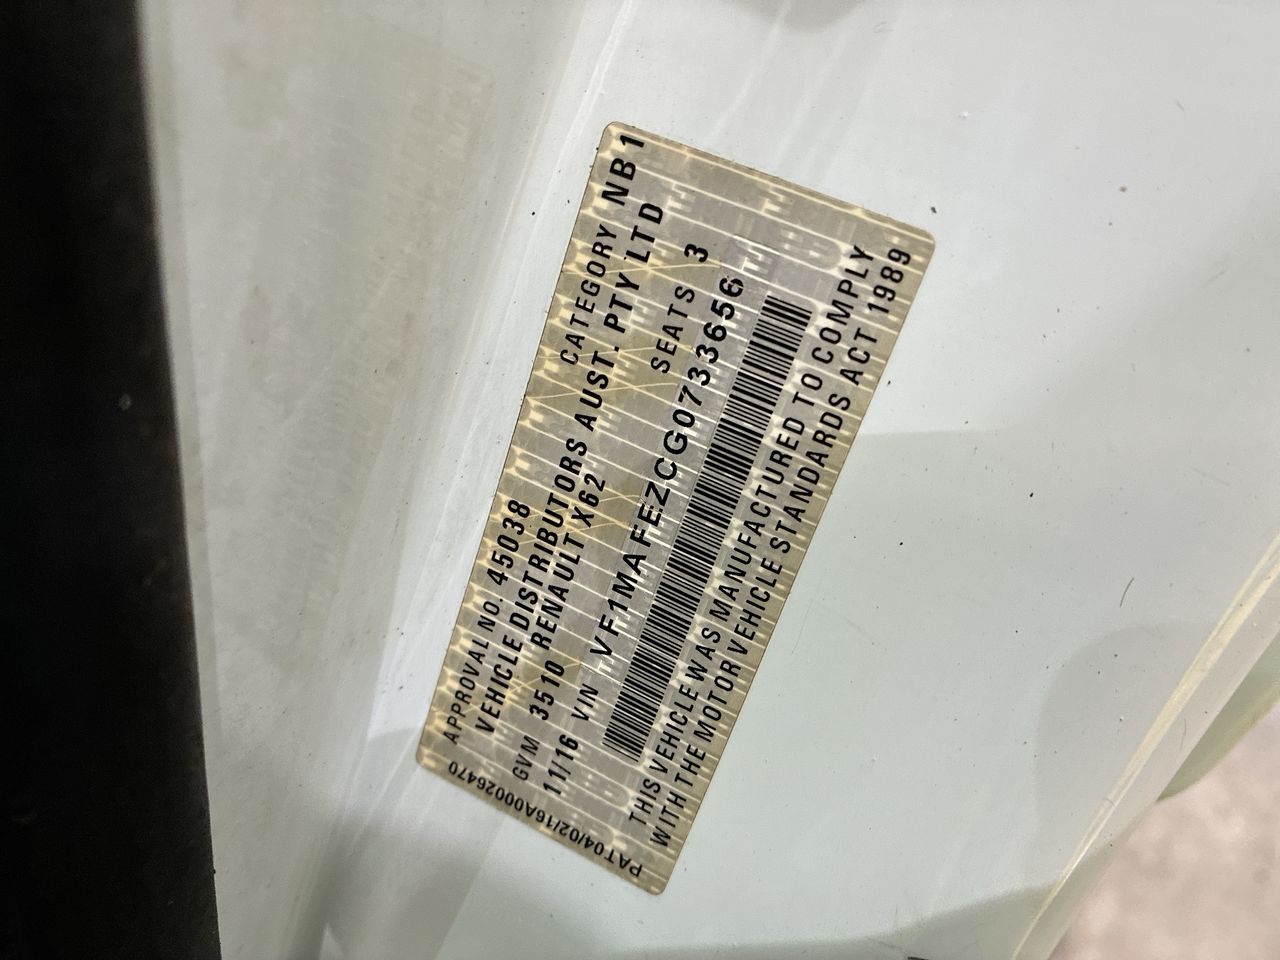 APPROVAL NO. 45038 CATEGORY NB1
VEHICLE DISTRIBUTORS AUST. PTY LTD
GVM 3510 RENAULT X62 SEATS 3
11/16 VIN VF1MAFEZCG0733656
THIS VEHICLE WAS MANUFACTURED TO COMPLY
WITH THE MOTOR VEHICLE STANDARDS ACT 1989
PAT04/02/16A00026470